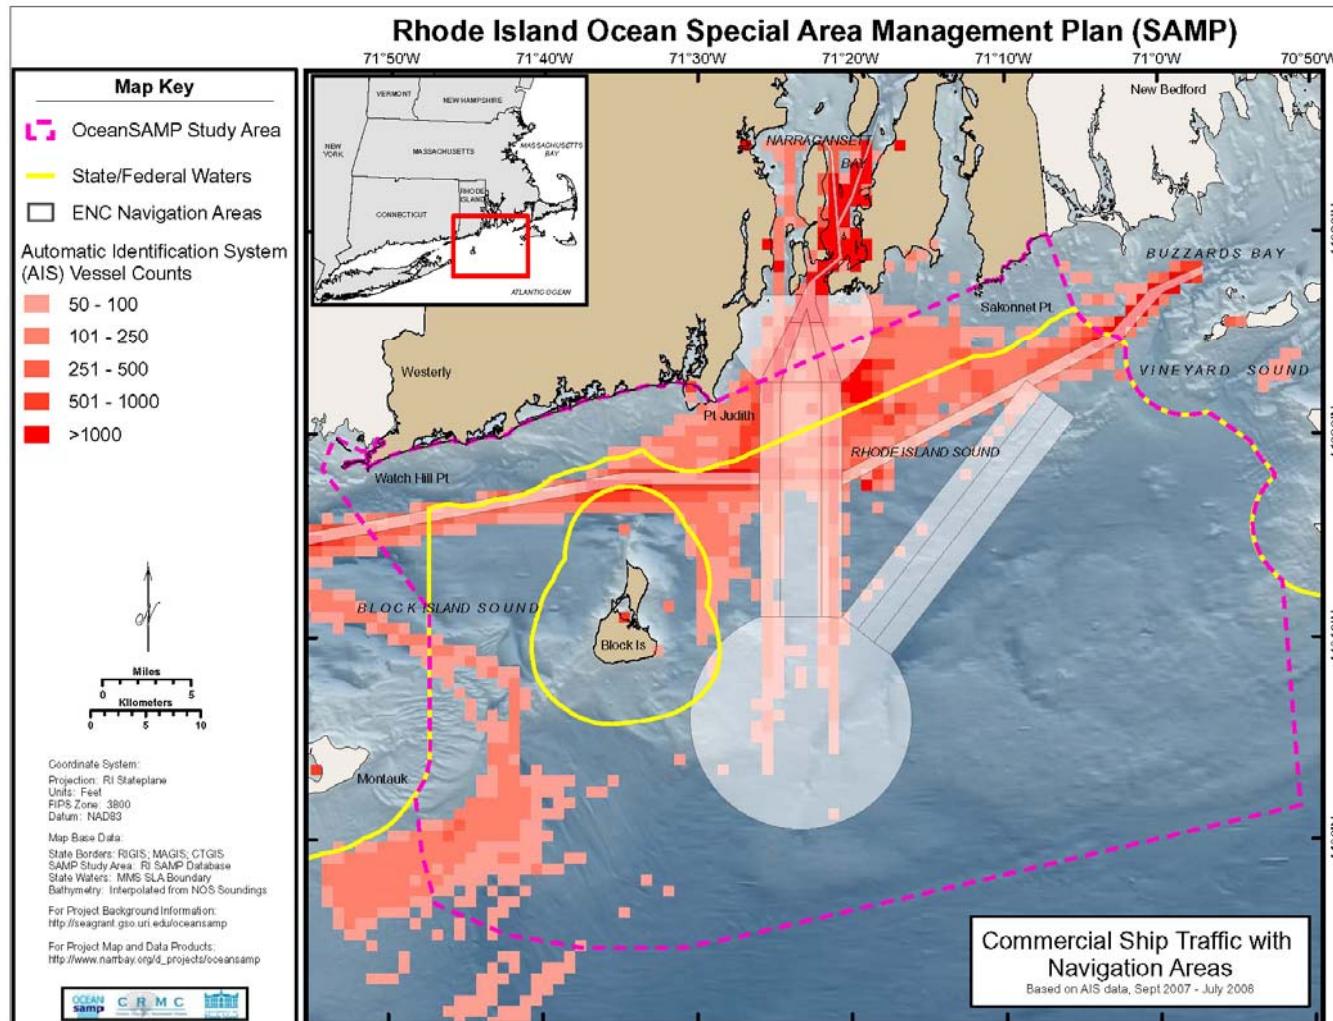 Rhode Island Ocean Special Area Management Plan (SAMP)
71°50'W
71°40'W
71°30'W
71°20'W
71°10'W
71°0'W
70°50'W
Map Key
OceanSAMP Study Area
State/Federal Waters
ENC Navigation Areas
Automatic Identification System
(AIS) Vessel Counts
50 - 100
101 - 250
251 - 500
501 - 1000
>1000
Miles
0 5
Kilometers
0 5 10
Coordinate System:
Projection: RI Stateplane
Units: Feet
FIPS Zone: 3800
Datum: NAD83
Map Base Data:
State Borders: RIGIS; MAGIS; CTGIS
SAMP Study Area: RI SAMP Database
State Waters: MMS SLA Boundary
Bathymetry: Interpolated from NOS Soundings
For Project Background Information:
http://seagrant.gso.uri.edu/oceansamp
For Project Map and Data Products:
http://www.narrbay.org/d_projects/oceansamp
OCEAN
samp
CRMC
VERMONT
NEW HAMPSHIRE
NEW
YORK
MASSACHUSETTS
MASSACHUSETTS
BAY
CONNECTICUT
RHODE
ISLAND
ATLANTIC OCEAN
New Bedford
NARRAGANSETT
BAY
BUZZARDS BAY
Sakonnet Pt.
Westerly
VINEYARD SOUND
Pt Judith
RHODE ISLAND SOUND
Watch Hill Pt
BLOCK ISLAND SOUND
Block Is
Montauk
Commercial Ship Traffic with
Navigation Areas
Based on AIS data, Sept 2007 - July 2008